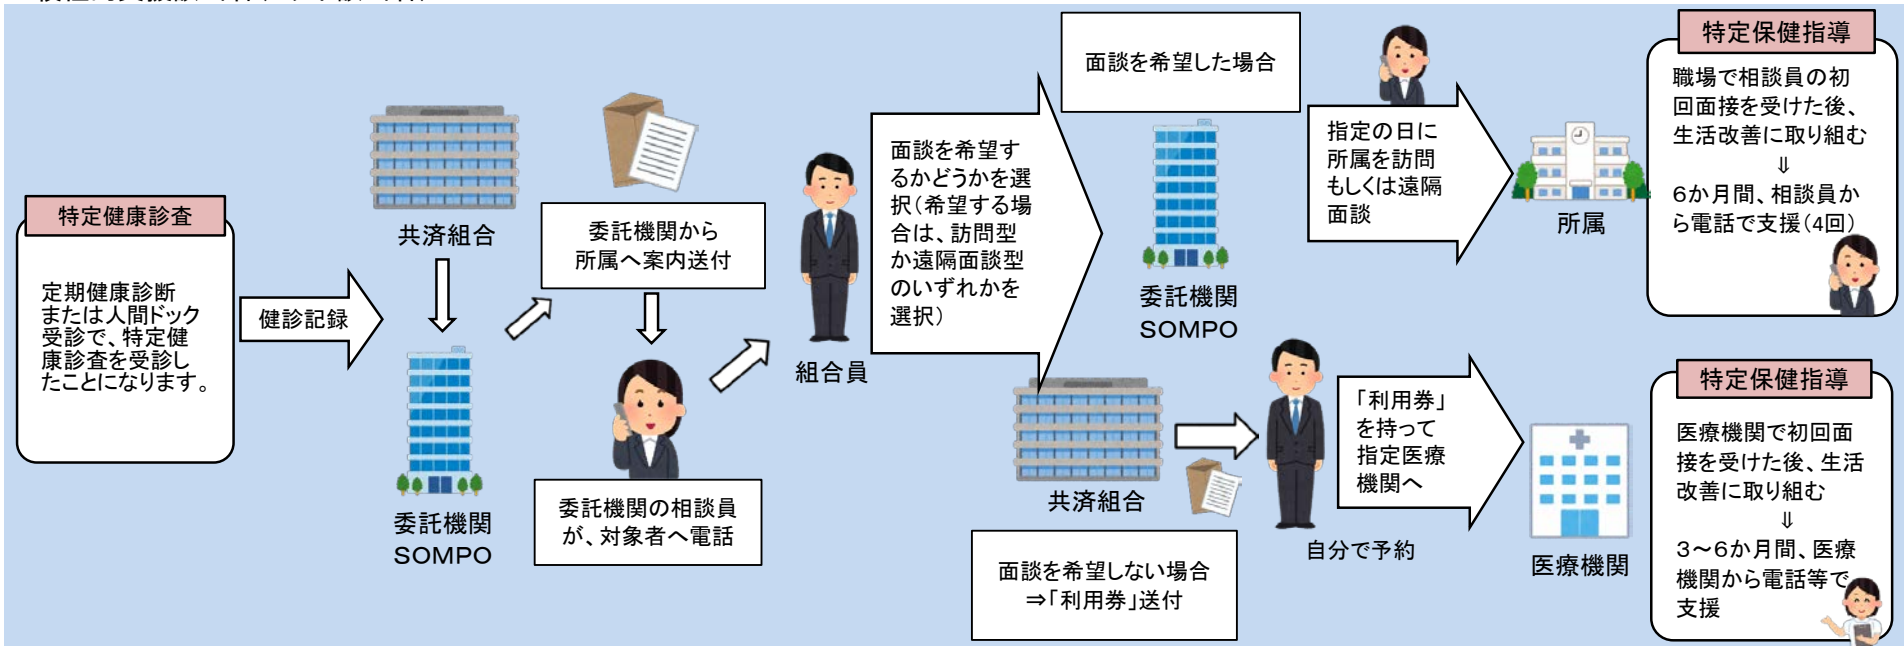 特定健康診査
定期健康診断
または人間ドック
受診で、特定健
康診査を受診し
たことになります。
健診記録
共済組合
委託機関
SOMPO
委託機関から
所属へ案内送付
委託機関の相談員
が、対象者へ電話
組合員
面談を希望す
るかどうかを選
択（希望する場
合は、訪問型
か遠隔面談型
のいずれかを
選択）
面談を希望した場合
委託機関
SOMPO
指定の日に
所属を訪問
もしくは遠隔
面談
所属
特定保健指導
職場で相談員の初
回面接を受けた後、
生活改善に取り組む
⇓
6か月間、相談員か
ら電話で支援（4回）
共済組合
面談を希望しない場合
⇒「利用券」送付
自分で予約
「利用券」
を持って
指定医療
機関へ
医療機関
特定保健指導
医療機関で初回面
接を受けた後、生活
改善に取り組む
⇓
3～6か月間、医療
機関から電話等で
支援